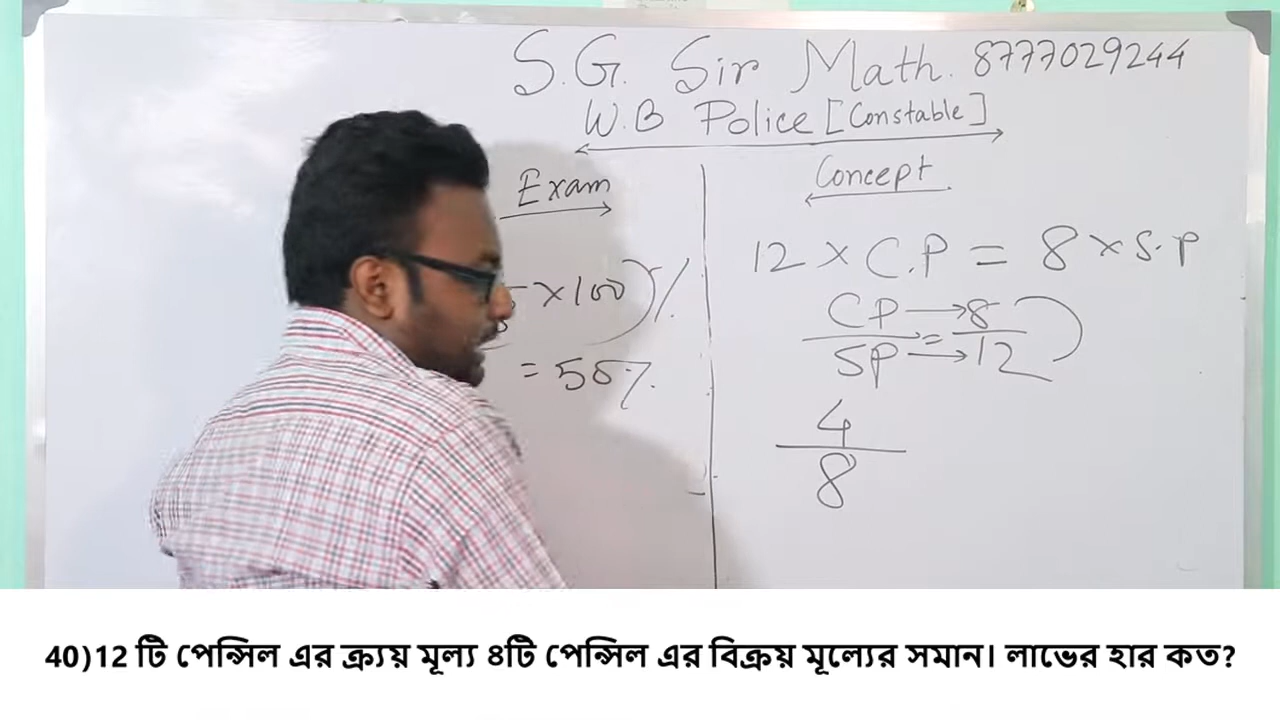 S.G. Sir Math. 8777029244
W.B Police [Constable]
Exam
× 100)%
= 50%
Concept
12 × C.P = 8 × S.P
CP → 8
SP → = 12
4
8
40)12 টি পেন্সিল এর ক্র্যয় মূল্য ৪টি পেন্সিল এর বিক্রয় মূল্যের সমান। লাভের হার কত?